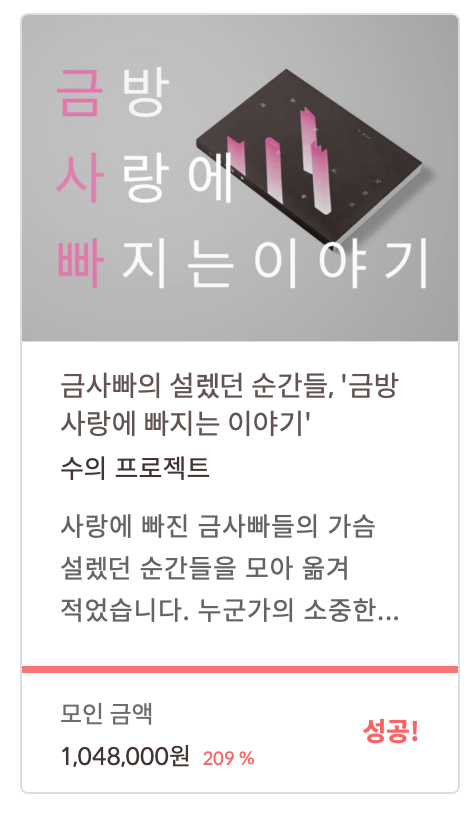 금방
사랑에
빠지는이야기
금사빠의 설렜던 순간들, '금방
사랑에 빠지는 이야기'
수의 프로젝트
사랑에 빠진 금사빠들의 가슴
설렜던 순간들을 모아 옮겨
적었습니다. 누군가의 소중한...
모인 금액
1,048,000원 209 %
성공!